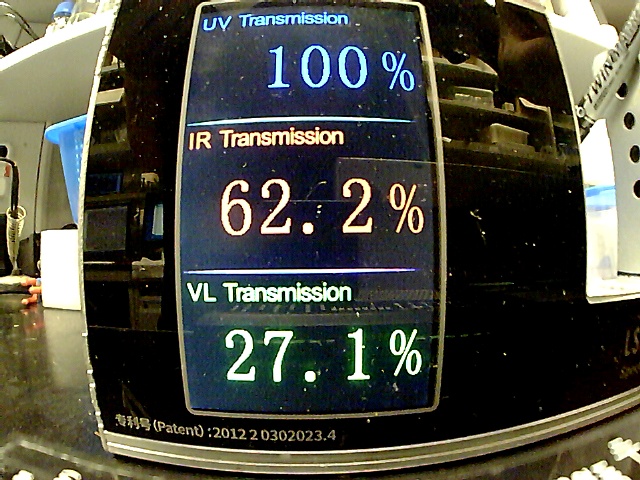 UV Transmission
100 %
IR Transmission
62.2 %
VL Transmission
27.1 %
专利号(Patent) :2012 2 0302023.4
LS